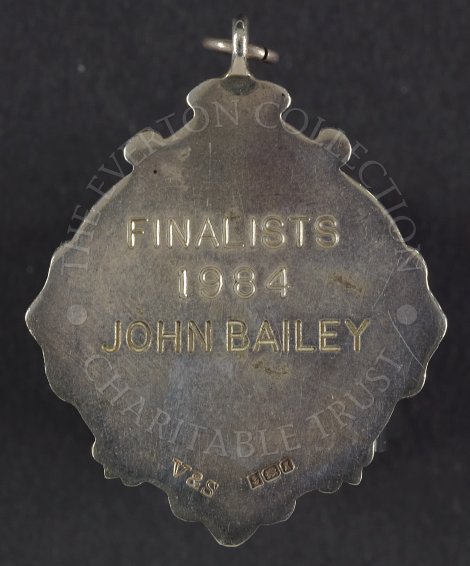 THE EVERTON COLLECTION
FINALISTS
1984
JOHN BAILEY
CHARITABLE TRUST
V&S